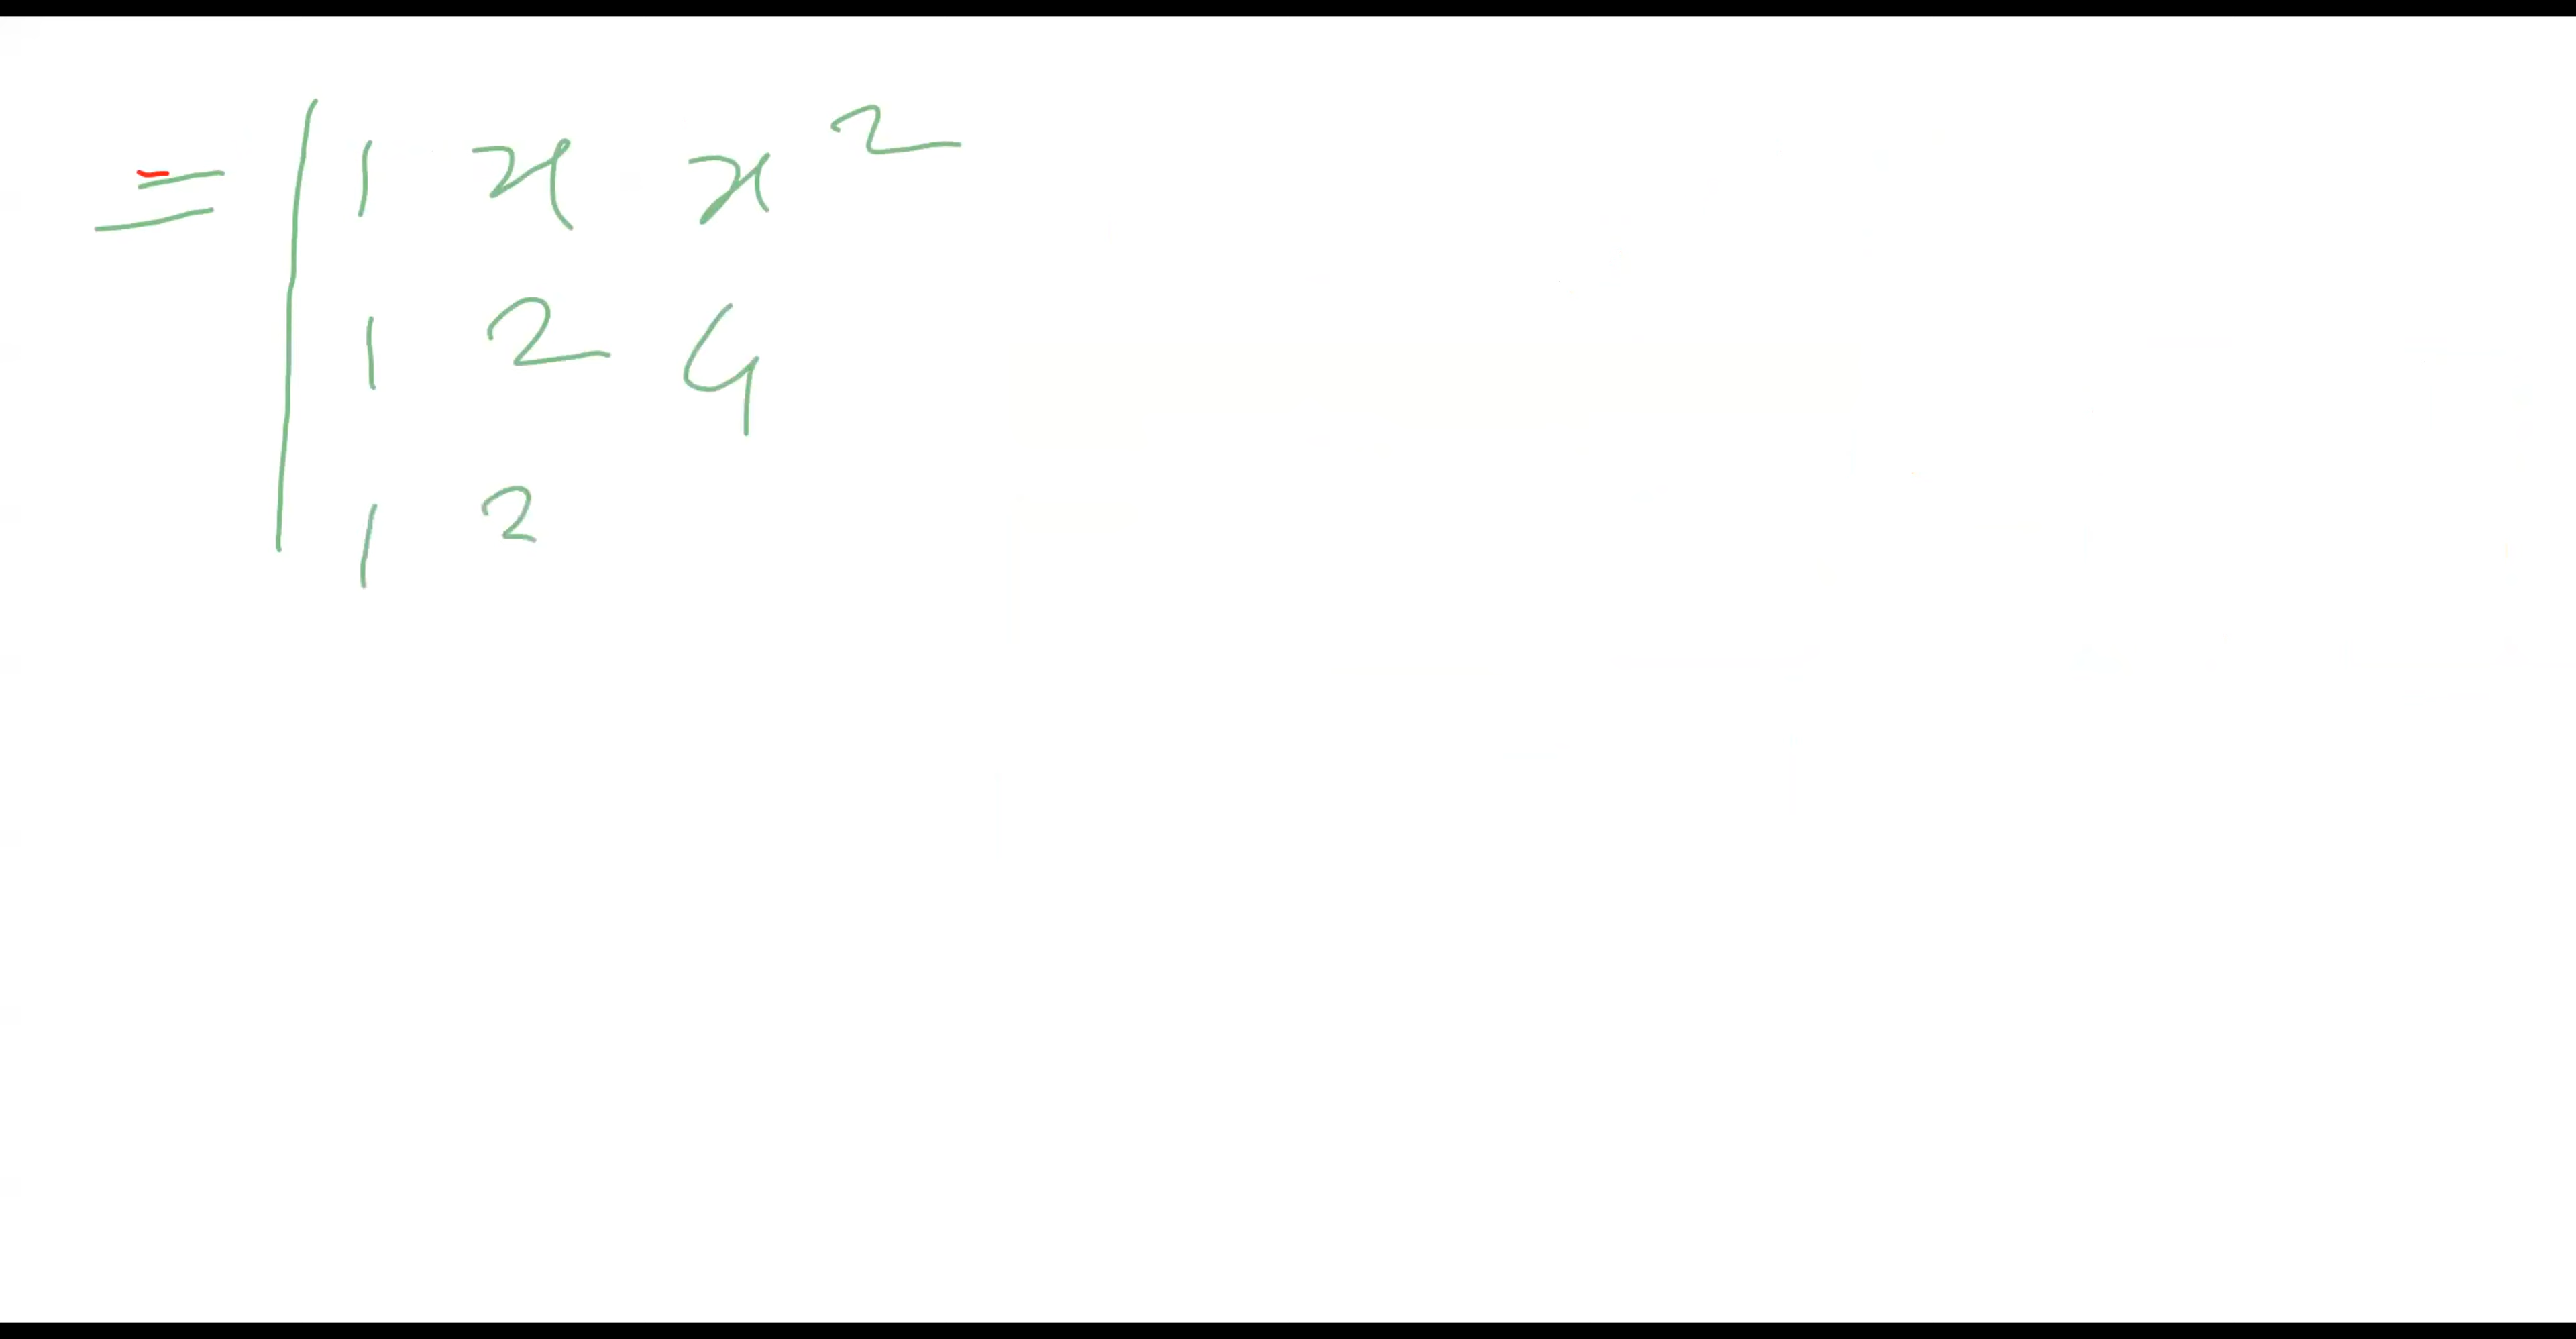 = | 1 x x²
1 2 4
1 2